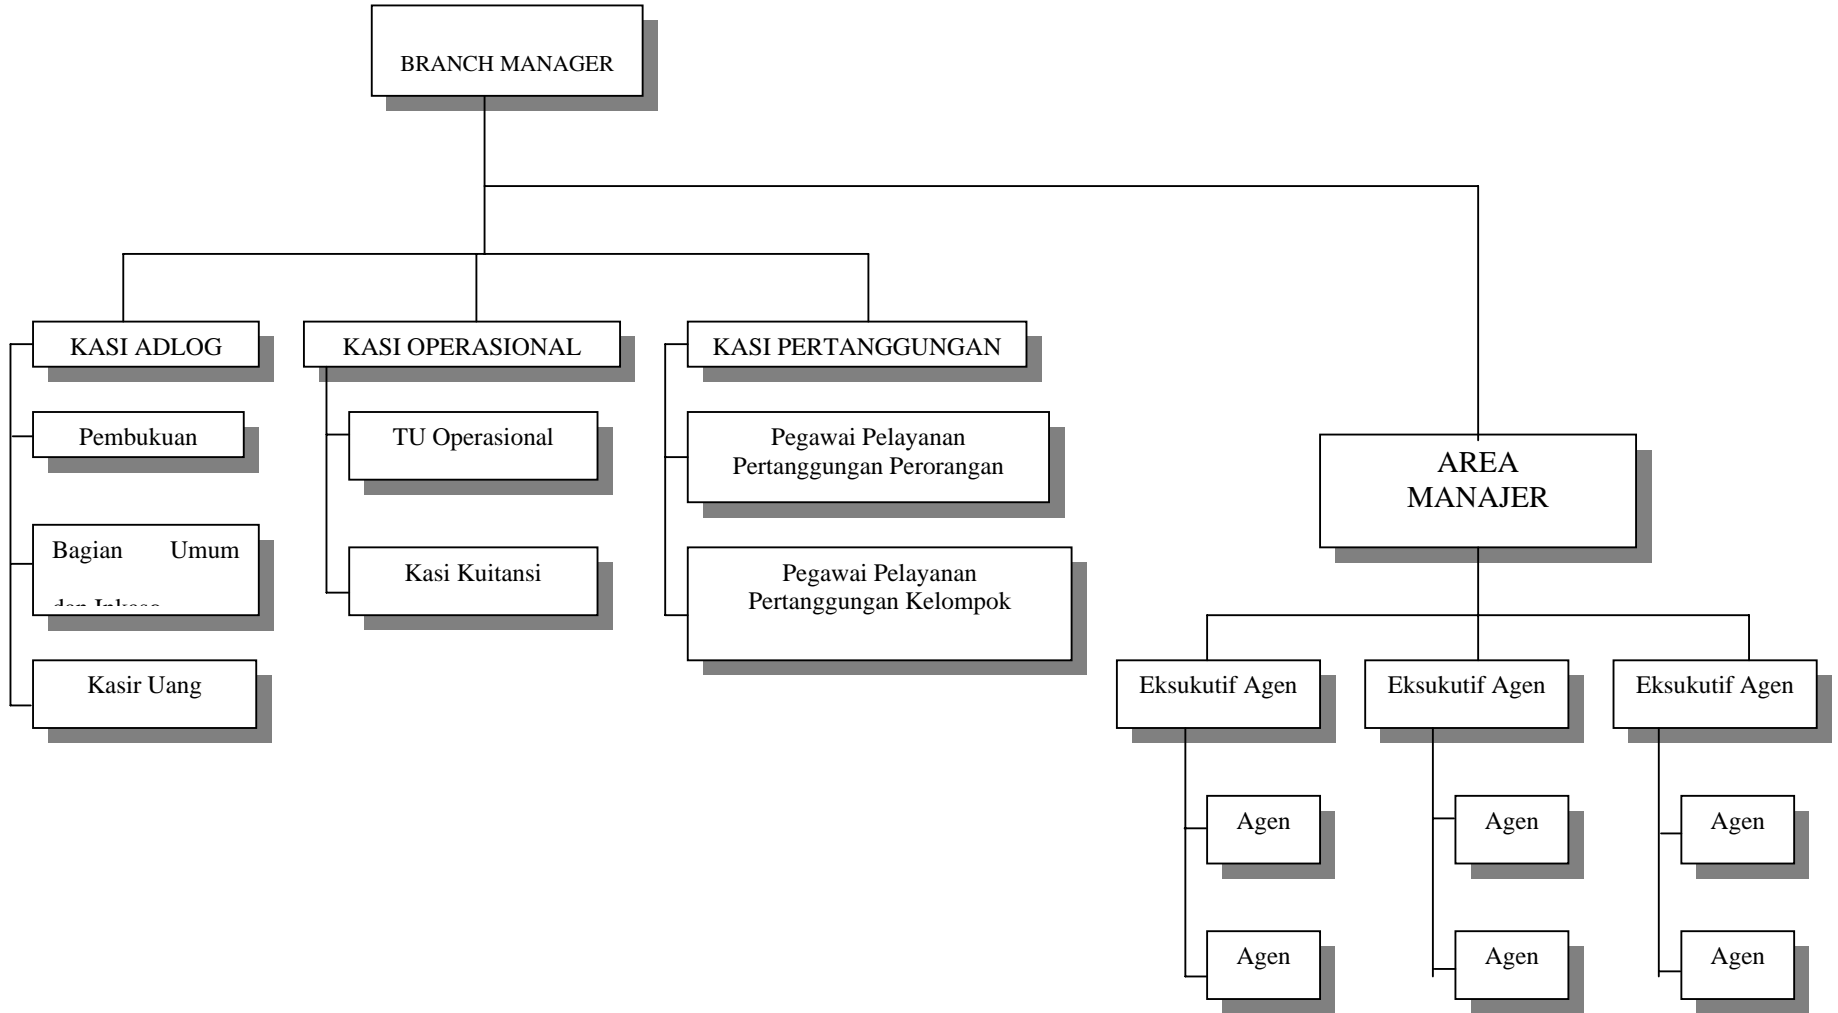 BRANCH MANAGER
KASI ADLOG
KASI OPERASIONAL
KASI PERTANGGUNGAN
Pembukuan
TU Operasional
Pegawai Pelayanan
Pertanggungan Perorangan
AREA
MANAJER
Bagian Umum
Kasi Kuitansi
Pegawai Pelayanan
Pertanggungan Kelompok
Kasir Uang
Eksukutif Agen
Eksukutif Agen
Eksukutif Agen
Agen
Agen
Agen
Agen
Agen
Agen